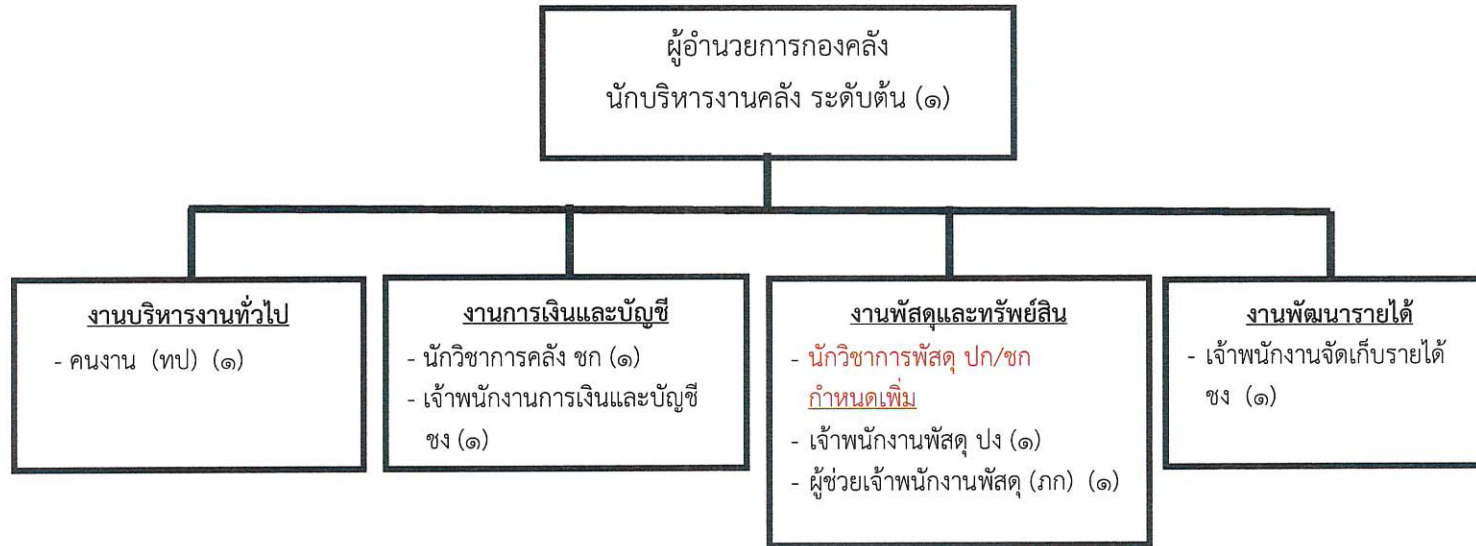 ผู้อำนวยการกองคลัง
นักบริหารงานคลัง ระดับต้น (๑)
งานบริหารงานทั่วไป
- คนงาน (ทป) (๑)
งานการเงินและบัญชี
- นักวิชาการคลัง ชก (๑)
- เจ้าพนักงานการเงินและบัญชี
ชง (๑)
งานพัสดุและทรัพย์สิน
- นักวิชาการพัสดุ ปก/ชก
กำหนดเพิ่ม
- เจ้าพนักงานพัสดุ ปง (๑)
- ผู้ช่วยเจ้าพนักงานพัสดุ (ภก) (๑)
งานพัฒนารายได้
- เจ้าพนักงานจัดเก็บรายได้
ชง (๑)